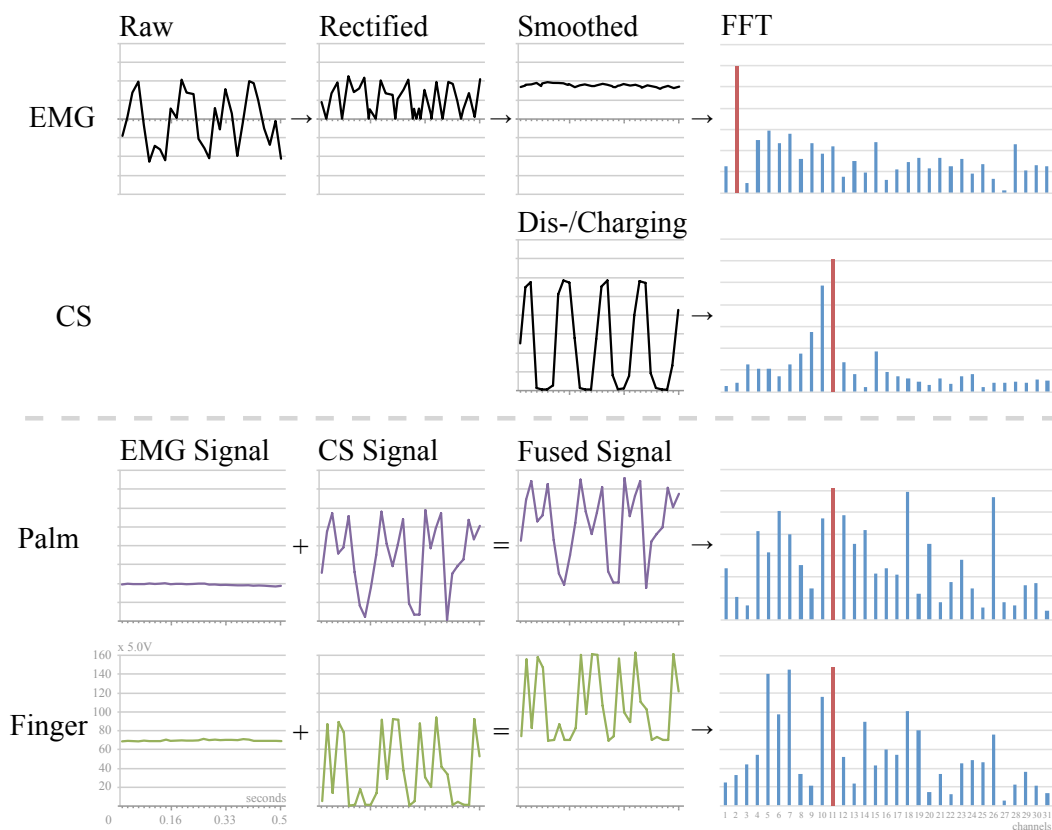 Raw Rectified Smoothed FFT
EMG → → →
Dis-/Charging
CS →
EMG Signal CS Signal Fused Signal
Palm + = →
x 5.0V
160
140
120
100
Finger 80 + = →
60
40
20
seconds
0 0.16 0.33 0.5
1 2 3 4 5 6 7 8 9 10 11 12 13 14 15 16 17 18 19 20 21 22 23 24 25 26 27 28 29 30 31
channels